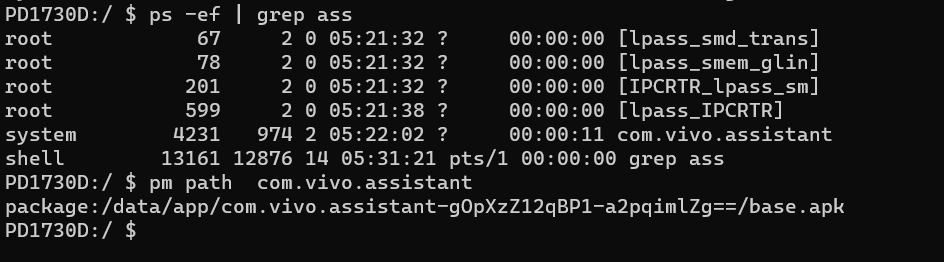 PD1730D:/ $ ps -ef | grep ass
root 67 2 0 05:21:32 ? 00:00:00 [lpass_smd_trans]
root 78 2 0 05:21:32 ? 00:00:00 [lpass_smem_glin]
root 201 2 0 05:21:32 ? 00:00:00 [IPCRTR_lpass_sm]
root 599 2 0 05:21:38 ? 00:00:00 [lpass_IPCRTR]
system 4231 974 2 05:22:02 ? 00:00:11 com.vivo.assistant
shell 13161 12876 14 05:31:21 pts/1 00:00:00 grep ass
PD1730D:/ $ pm path  com.vivo.assistant
package:/data/app/com.vivo.assistant-gOpXzZ12qBP1-a2pqimlZg==/base.apk
PD1730D:/ $